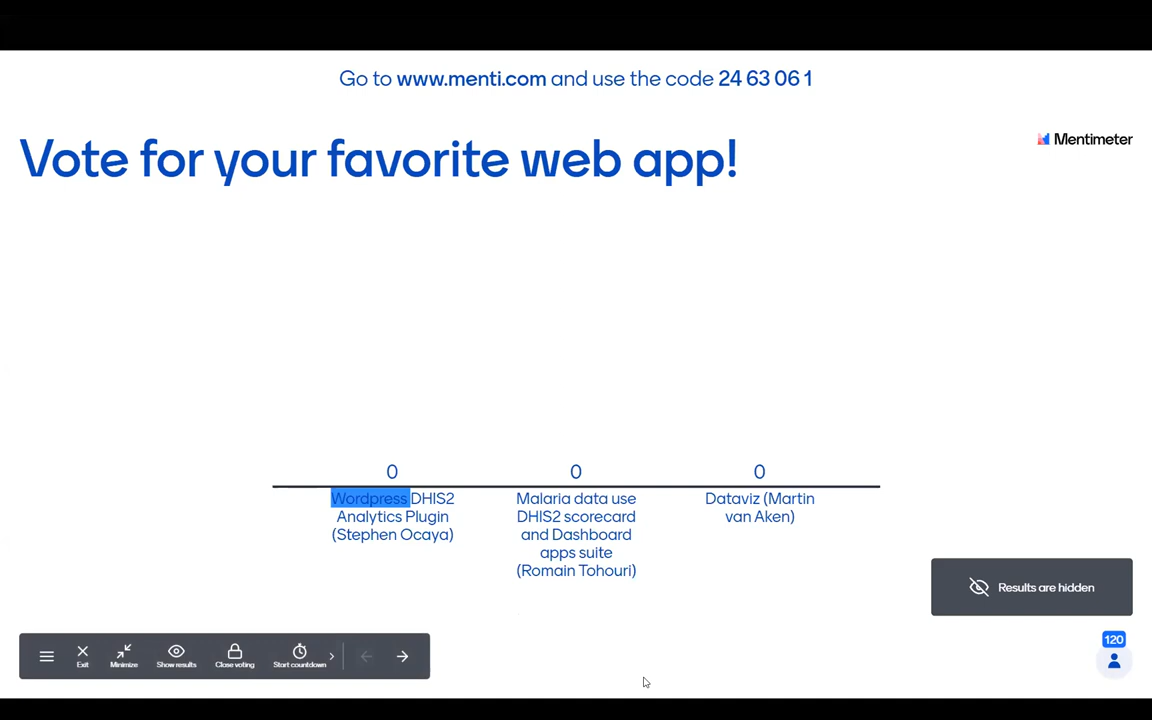 Go to www.menti.com and use the code 24 63 06 1
Vote for your favorite web app!
Mentimeter
0
0
0
Wordpress DHIS2
Analytics Plugin
(Stephen Ocaya)
Malaria data use
DHIS2 scorecard
and Dashboard
apps suite
(Romain Tohouri)
Dataviz (Martin
van Aken)
Results are hidden
Exit
Minimize
Show results
Close voting
Start countdown
120